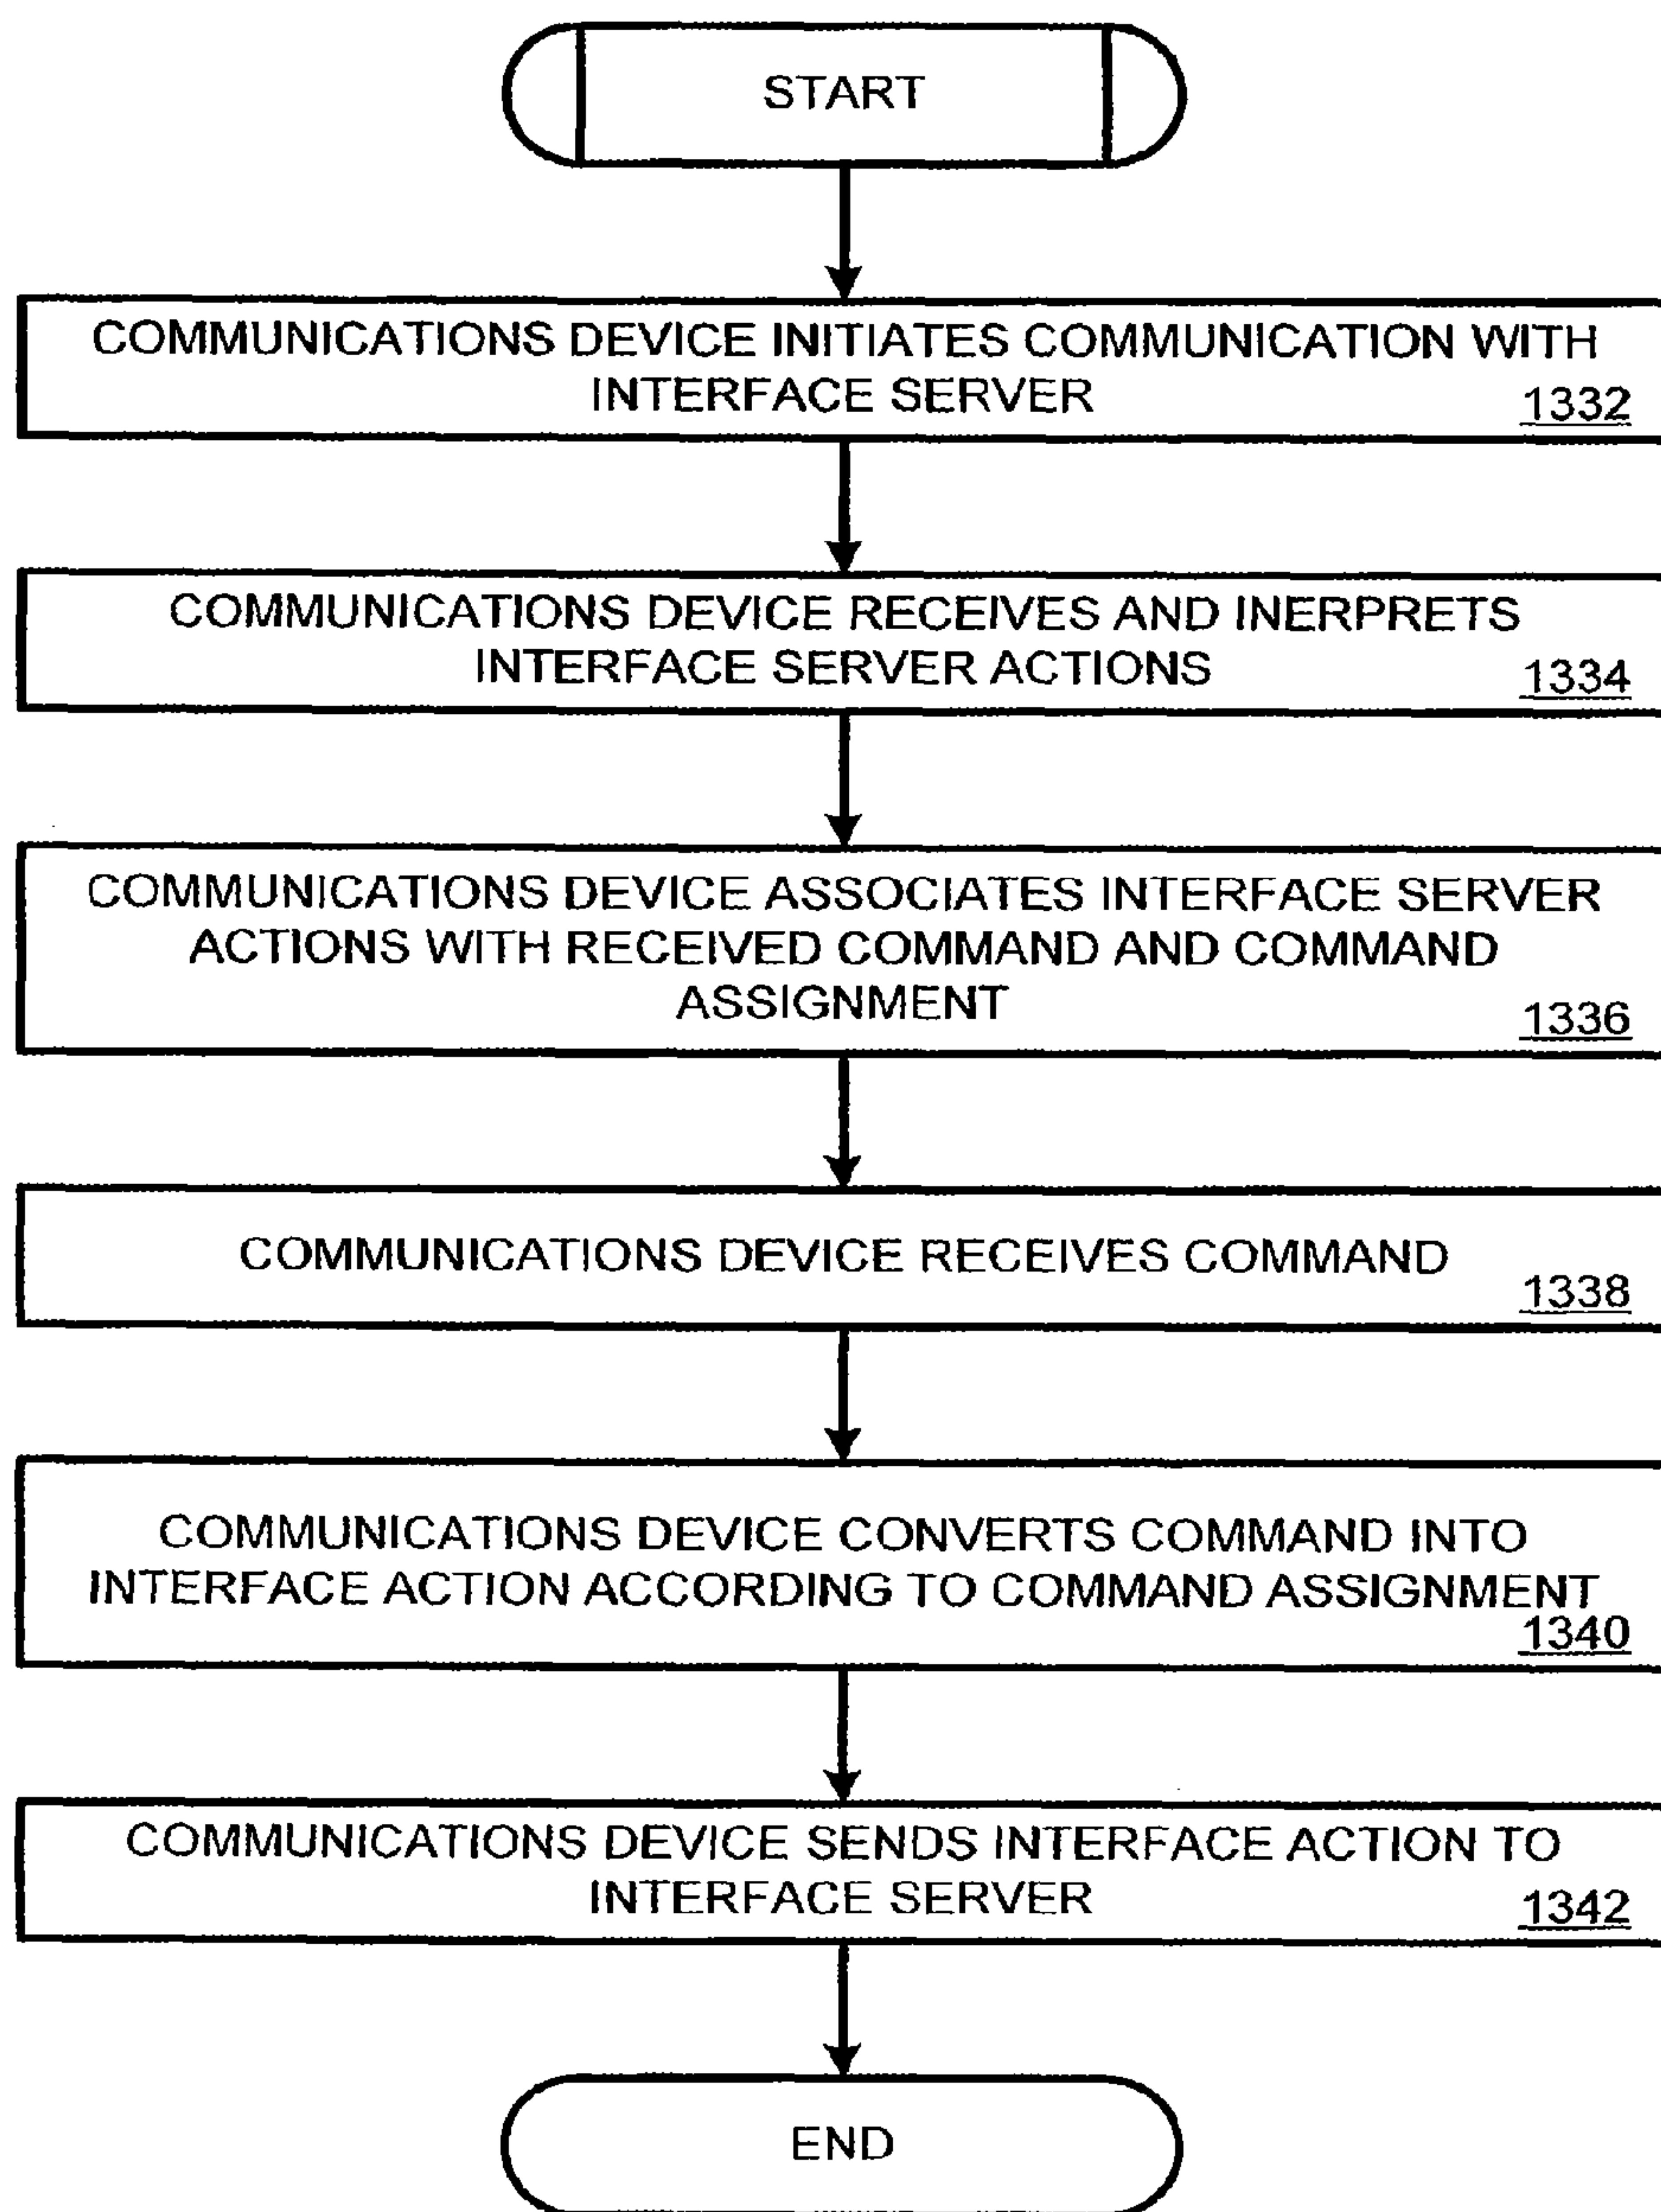 START
COMMUNICATIONS DEVICE INITIATES COMMUNICATION WITH
INTERFACE SERVER
1332
COMMUNICATIONS DEVICE RECEIVES AND INERPRETS
INTERFACE SERVER ACTIONS
1334
COMMUNICATIONS DEVICE ASSOCIATES INTERFACE SERVER
ACTIONS WITH RECEIVED COMMAND AND COMMAND
ASSIGNMENT
1336
COMMUNICATIONS DEVICE RECEIVES COMMAND
1338
COMMUNICATIONS DEVICE CONVERTS COMMAND INTO
INTERFACE ACTION ACCORDING TO COMMAND ASSIGNMENT
1340
COMMUNICATIONS DEVICE SENDS INTERFACE ACTION TO
INTERFACE SERVER
1342
END